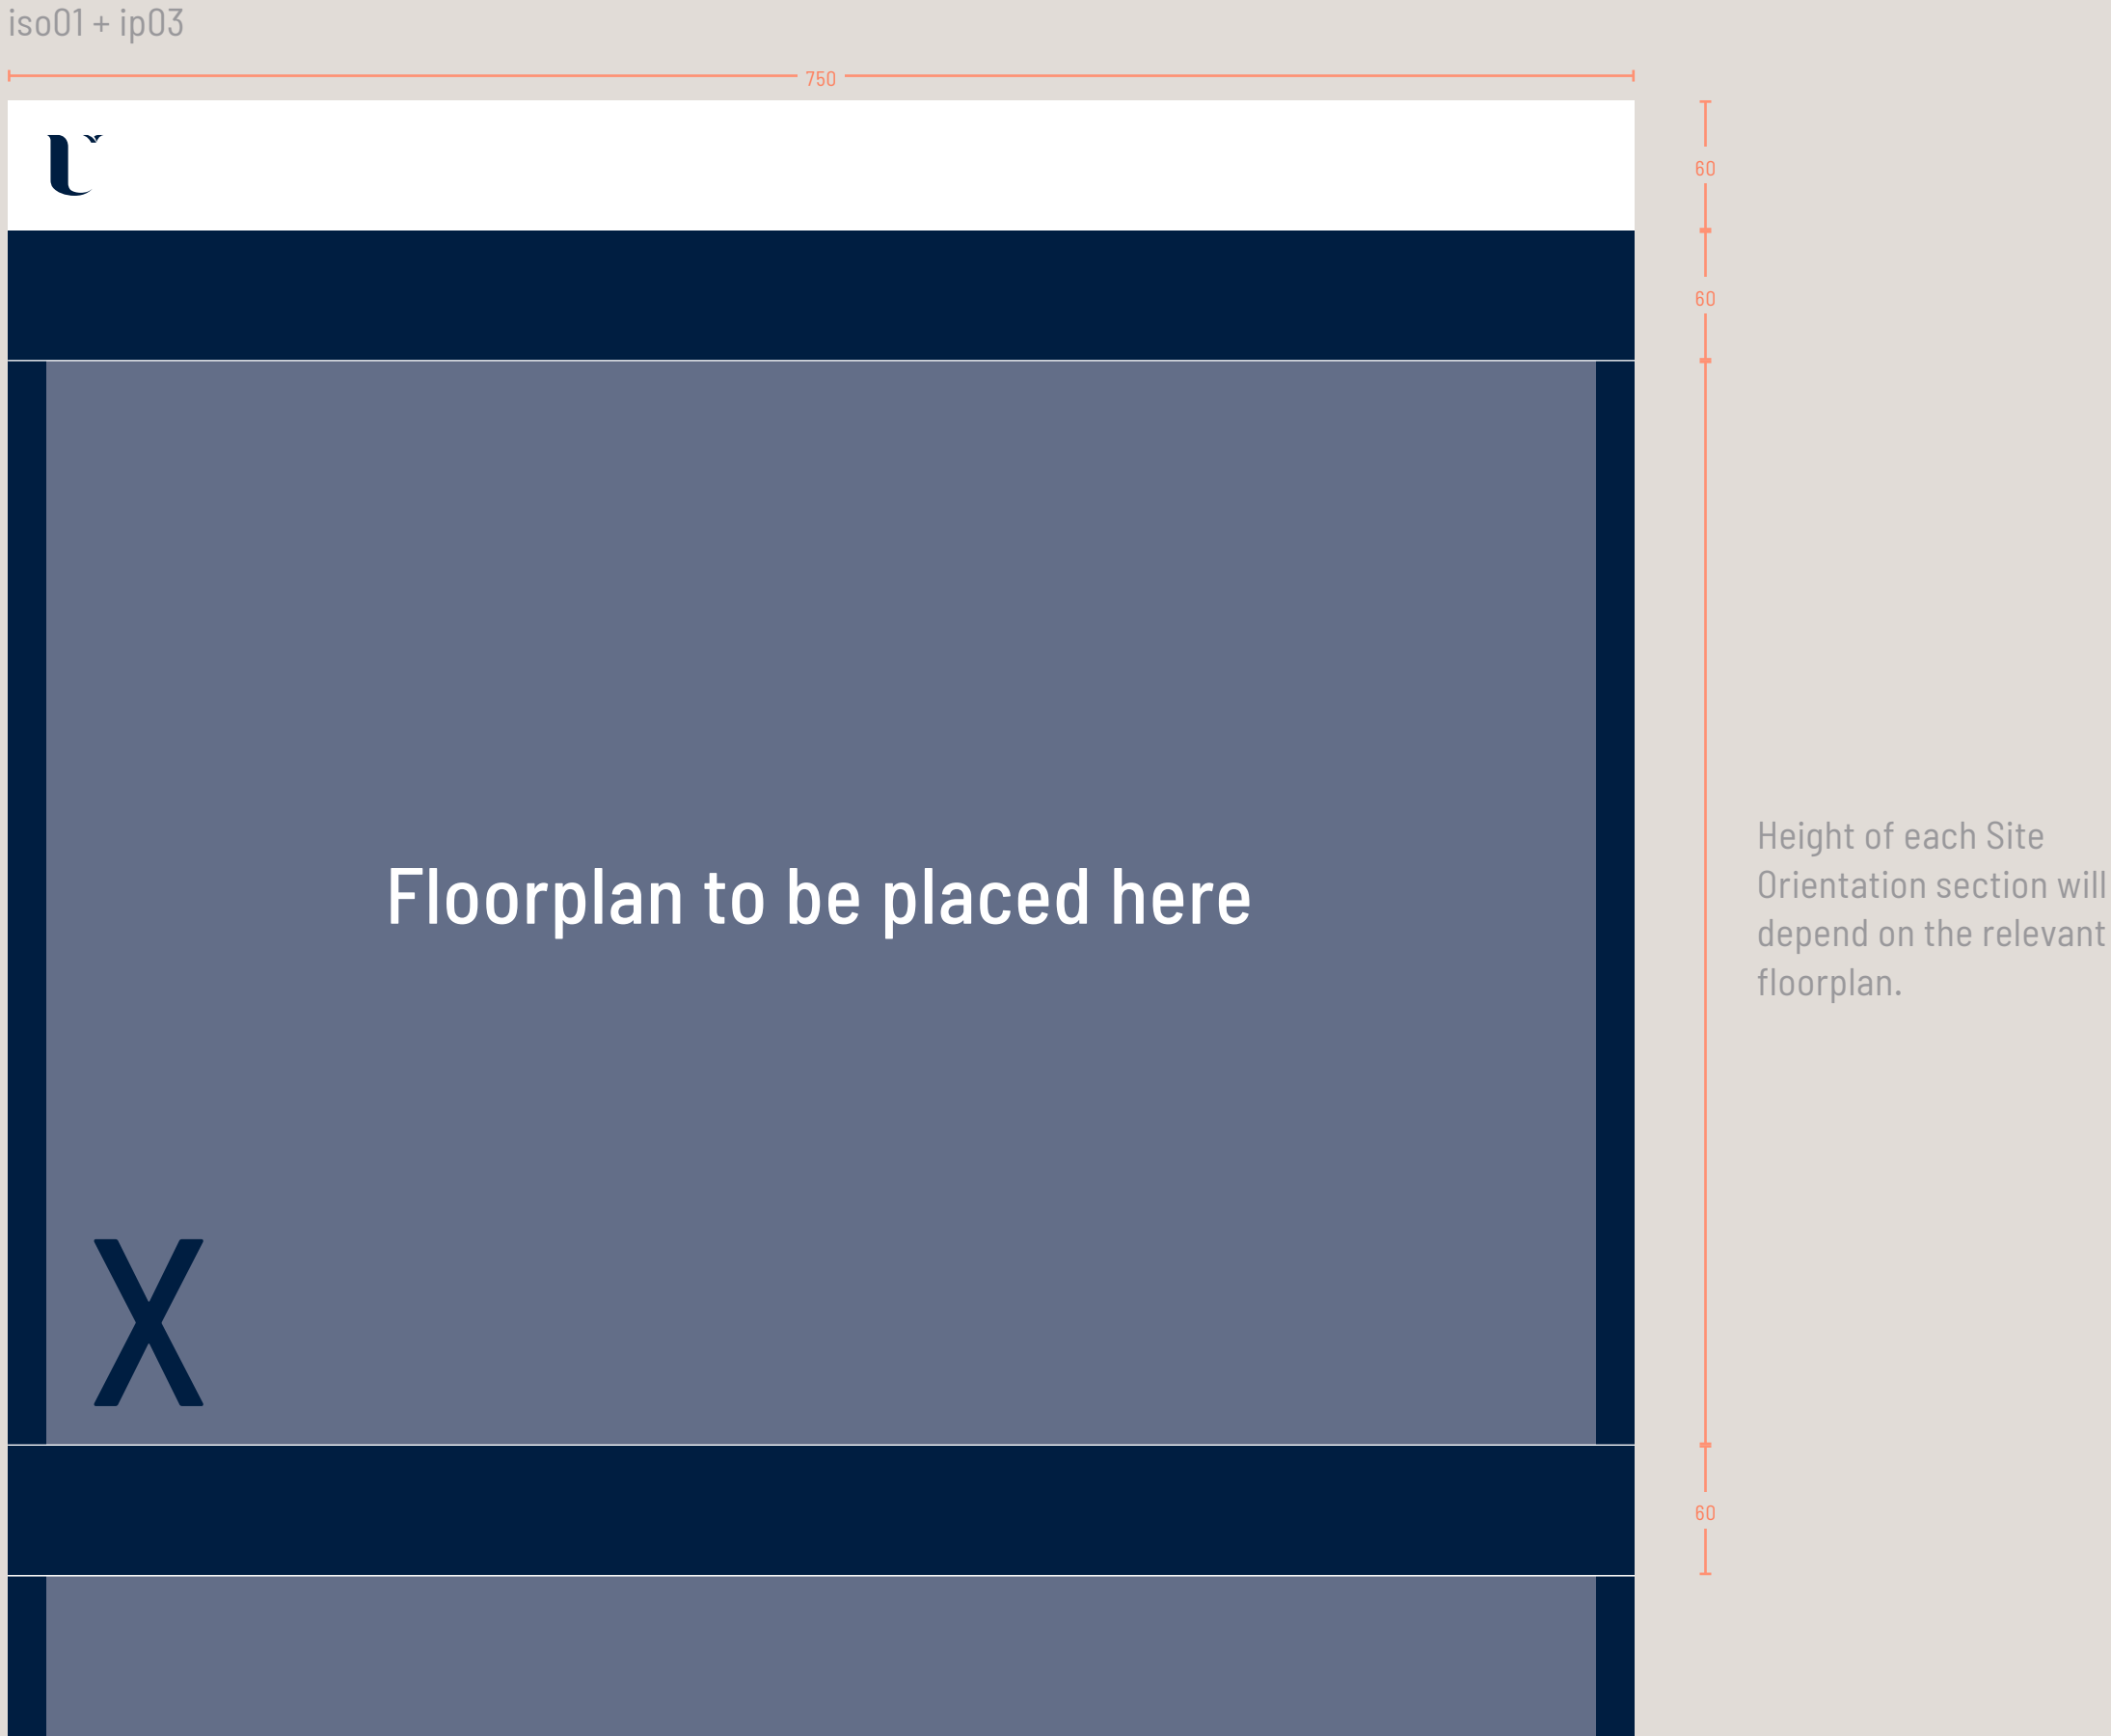 iso01 + ip03
750
60
60
Floorplan to be placed here
Height of each Site
Orientation section will
depend on the relevant
floorplan.
X
60